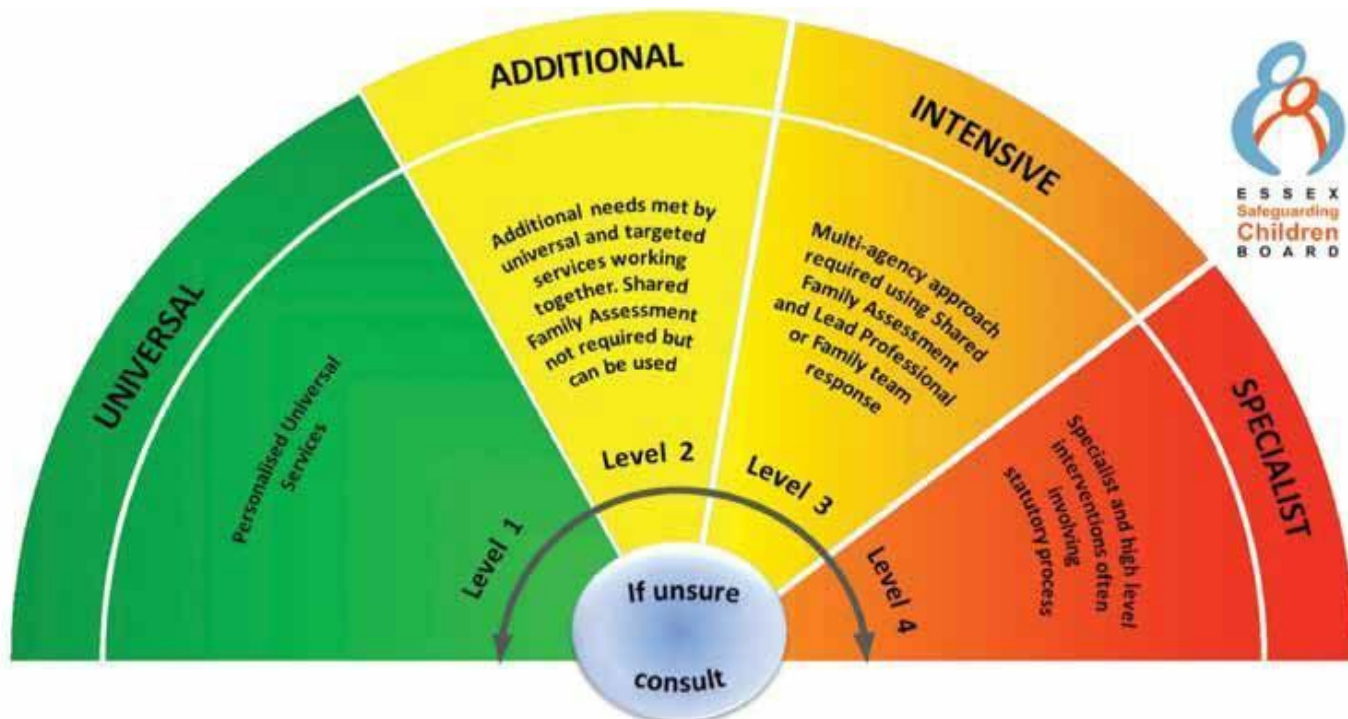 UNIVERSAL
Personalised Universal
Services
Level 1
ADDITIONAL
Additional needs met by
universal and targeted
services working
together. Shared
Family Assessment
not required but
can be used
Level 2
INTENSIVE
Multi-agency approach
required using Shared
Family Assessment
and Lead Professional
or Family team
response
Level 3
SPECIALIST
Specialist and high level
interventions often
involving
statutory process
Level 4
If unsure
consult
ESSEX
Safeguarding
Children
BOARD